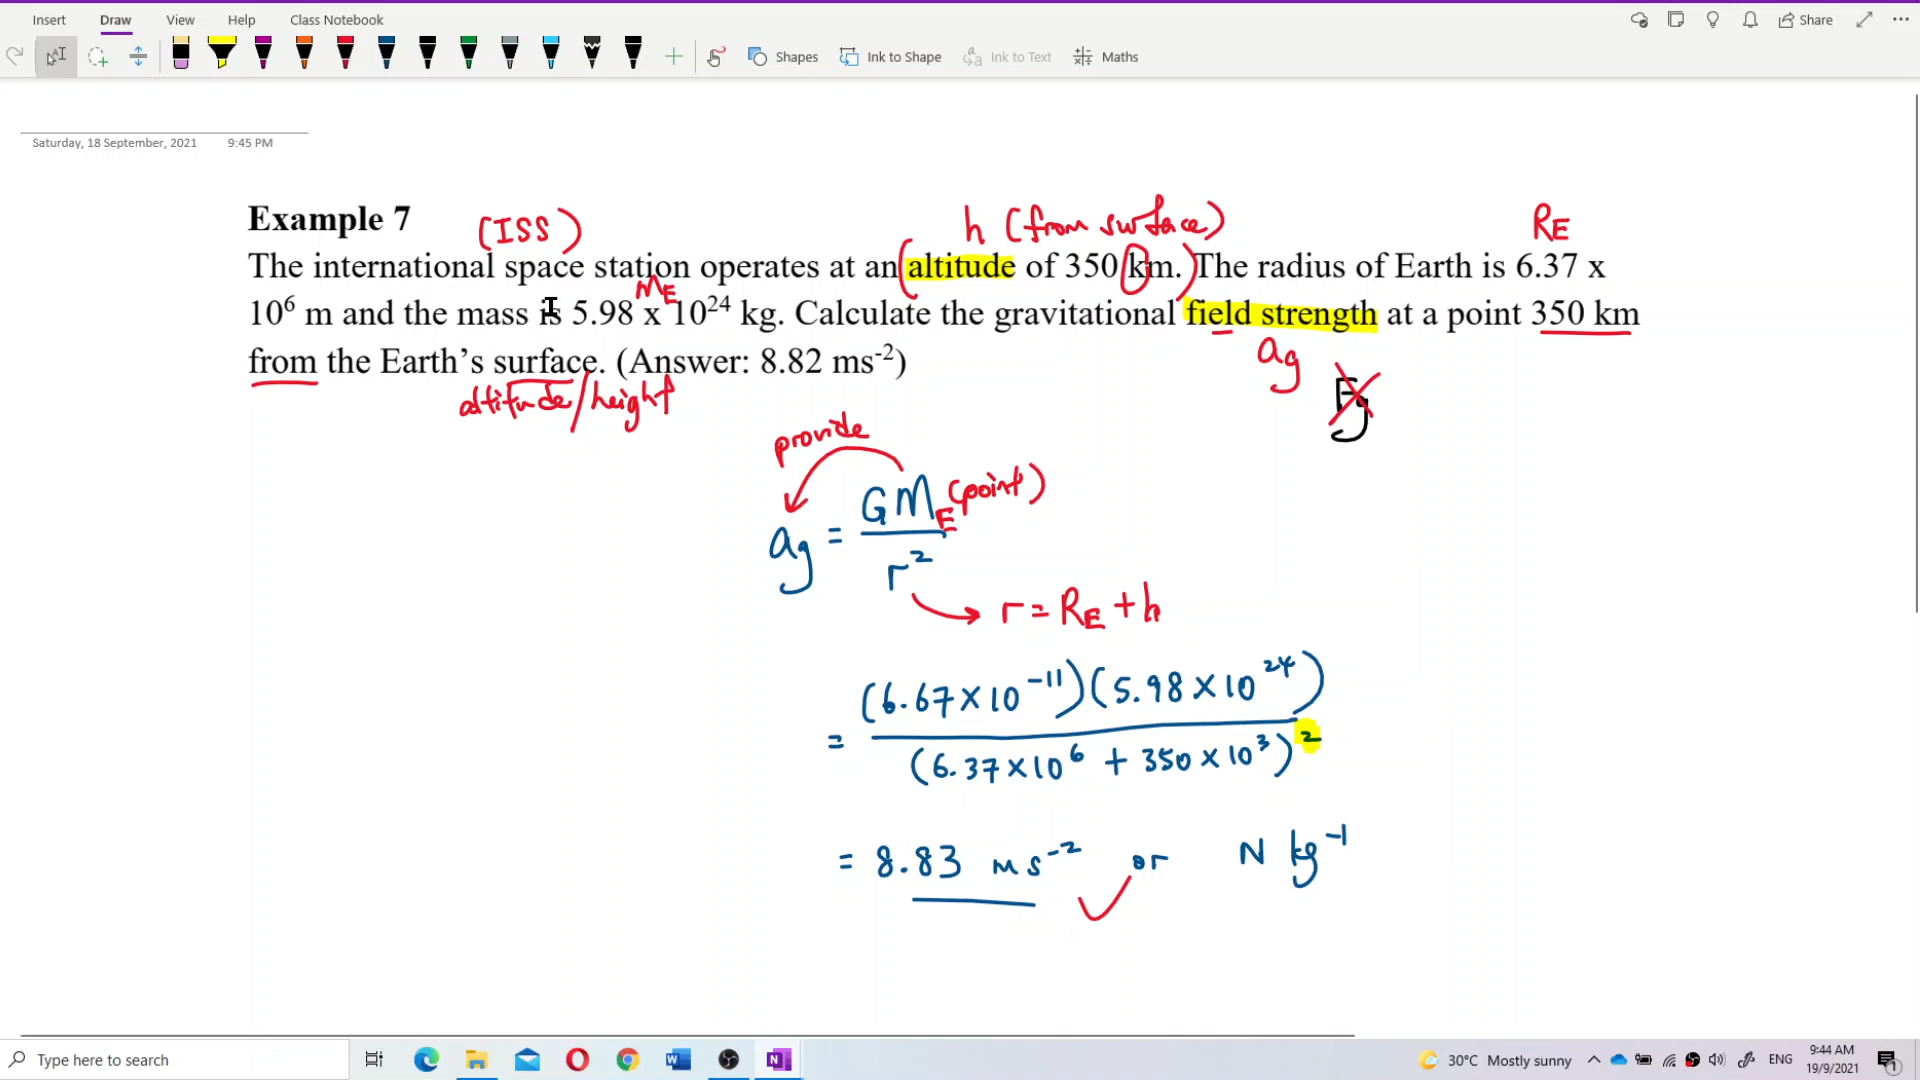 Insert Draw View Help Class Notebook Share
Shapes Ink to Shape Ink to Text Maths
Saturday, 18 September, 2021 9:45 PM
Example 7
(ISS) h (from surface) RE
The international space station operates at an altitude of 350 km. The radius of Earth is 6.37 x
mE
10⁶ m and the mass is 5.98 x 10²⁴ kg. Calculate the gravitational field strength at a point 350 km
from the Earth’s surface. (Answer: 8.82 ms⁻²)
ag
altitude/height Fg
provide
ag = GME/r² (point)
r = RE + h
= (6.67×10⁻¹¹)(5.98×10²⁴)
(6.37×10⁶ + 350×10³)²
= 8.83 ms⁻² or N kg⁻¹
Type here to search 30°C Mostly sunny ENG 9:44 AM
19/9/2021
1